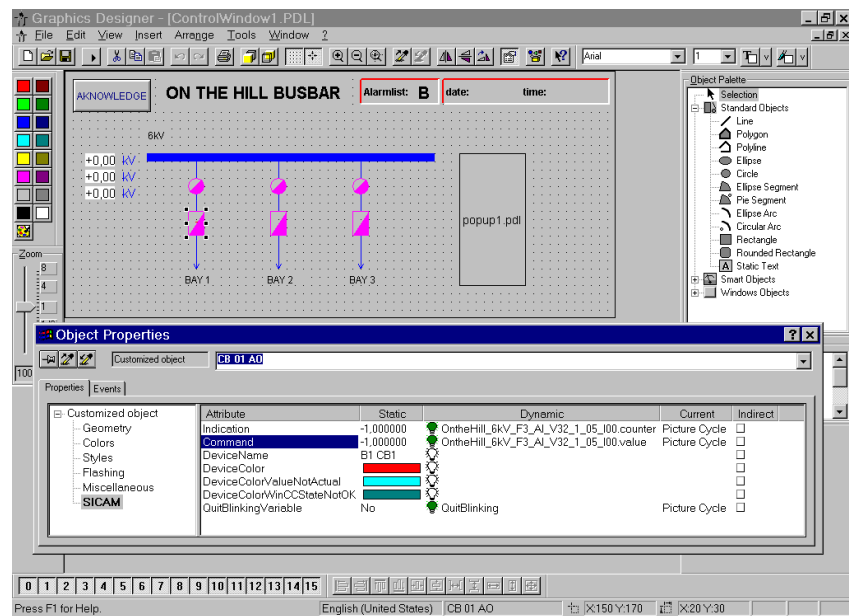 Graphics Designer - [ControlWindow1.PDL]
File Edit View Insert Arrange Tools Window ?
Arial 1
AKNOWLEDGE
ON THE HILL BUSBAR
Alarmlist: B
date: time:
6kV
+0,00 kV
+0,00 kV
+0,00 kV
popup1.pdl
BAY 1 BAY 2 BAY 3
Zoom
8
4
1
100
Object Palette
Selection
Standard Objects
Line
Polygon
Polyline
Ellipse
Circle
Ellipse Segment
Pie Segment
Ellipse Arc
Circular Arc
Rectangle
Rounded Rectangle
A Static Text
Smart Objects
Windows Objects
Object Properties
Customized object CB 01 AO
Properties Events
Customized object
Geometry
Colors
Styles
Flashing
Miscellaneous
SICAM
Attribute Static Dynamic Current Indirect
Indication -1,000000 OntheHill_6kV_F3_AI_V32_1_05_I00.counter Picture Cycle
Command -1,000000 OntheHill_6kV_F3_AI_V32_1_05_I00.value Picture Cycle
DeviceName B1 CB1
DeviceColor
DeviceColorValueNotActual
DeviceColorWinCCStateNotOK
QuitBlinkingVariable No QuitBlinking Picture Cycle
0 1 2 3 4 5 6 7 8 9 10 11 12 13 14 15
Press F1 for Help. English (United States) CB 01 AO X:150 Y:170 X:20 Y:30